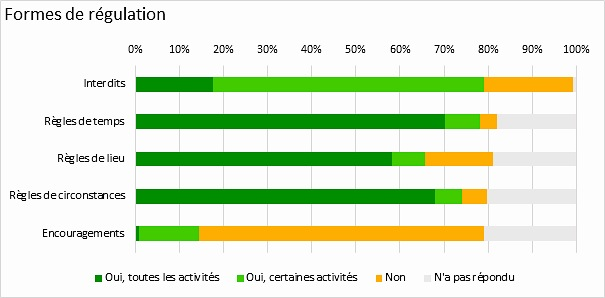 Formes de régulation
0% 10% 20% 30% 40% 50% 60% 70% 80% 90% 100%
Interdits
Règles de temps
Règles de lieu
Règles de circonstances
Encouragements
Oui, toutes les activités Oui, certaines activités Non N'a pas répondu